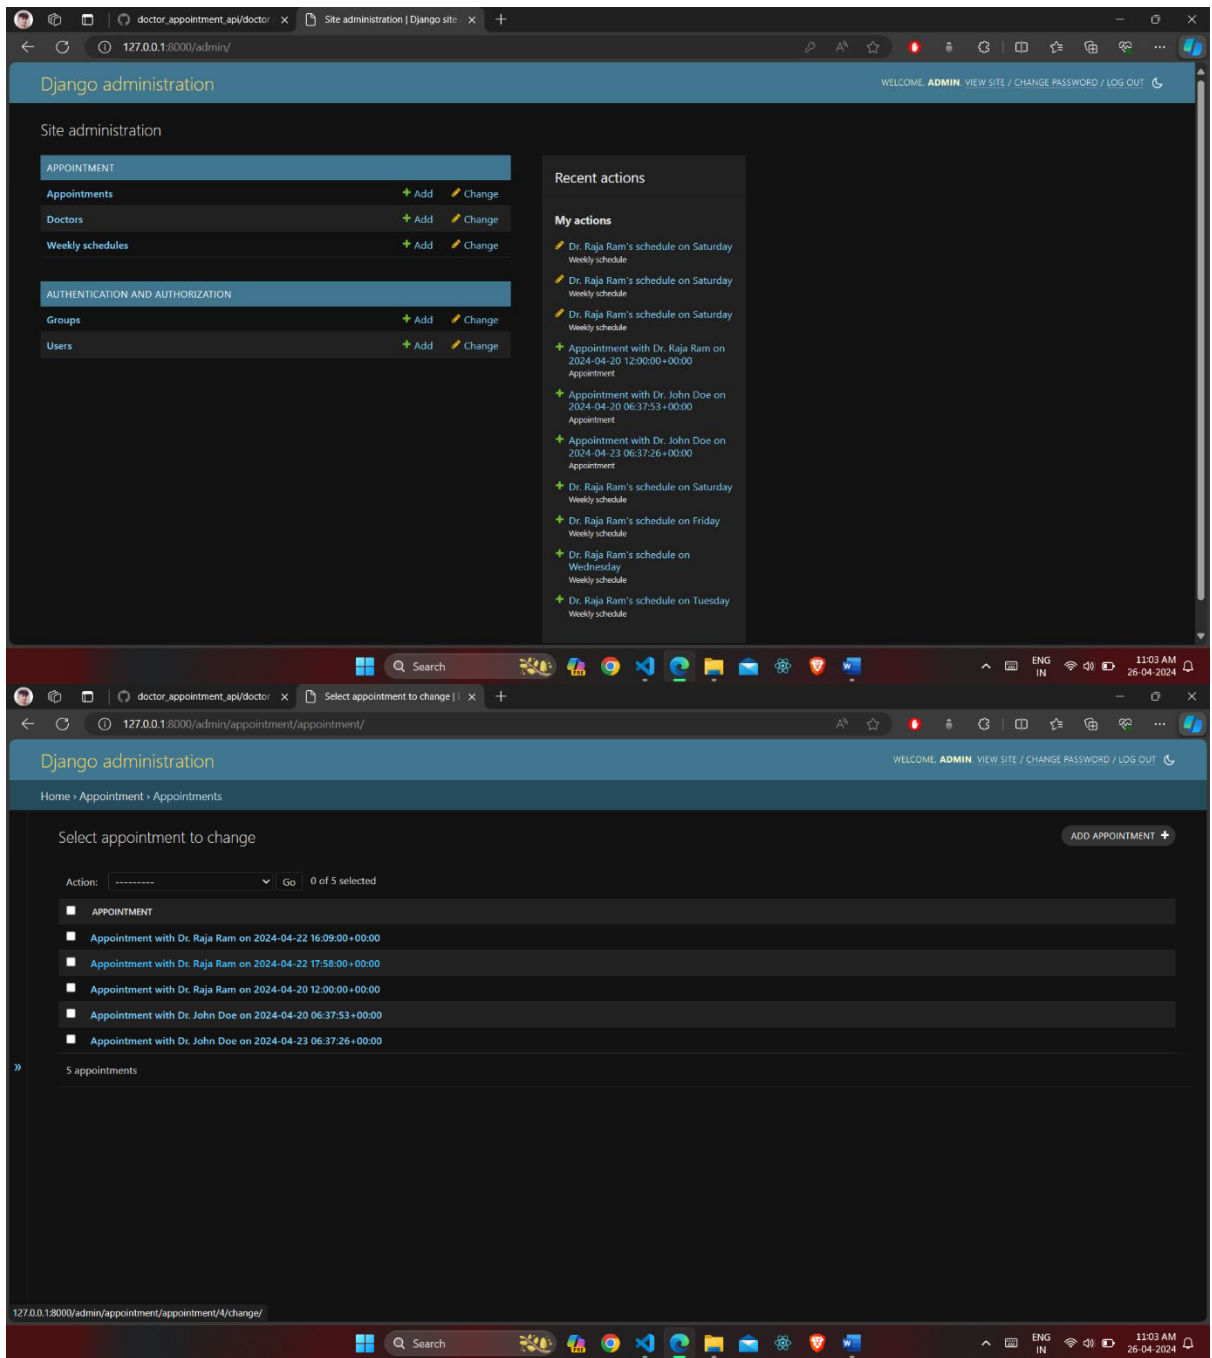 doctor_appointment_api/doctor
Site administration | Django site
127.0.0.1:8000/admin/
Django administration
WELCOME, ADMIN. VIEW SITE / CHANGE PASSWORD / LOG OUT
Site administration
APPOINTMENT
Appointments + Add Change
Doctors + Add Change
Weekly schedules + Add Change
AUTHENTICATION AND AUTHORIZATION
Groups + Add Change
Users + Add Change
Recent actions
My actions
Dr. Raja Ram's schedule on Saturday
Weekly schedule
Dr. Raja Ram's schedule on Saturday
Weekly schedule
Dr. Raja Ram's schedule on Saturday
Weekly schedule
+ Appointment with Dr. Raja Ram on
2024-04-20 12:00:00+00:00
Appointment
+ Appointment with Dr. John Doe on
2024-04-20 06:37:53+00:00
Appointment
+ Appointment with Dr. John Doe on
2024-04-23 06:37:26+00:00
Appointment
+ Dr. Raja Ram's schedule on Saturday
Weekly schedule
+ Dr. Raja Ram's schedule on Friday
Weekly schedule
+ Dr. Raja Ram's schedule on
Wednesday
Weekly schedule
+ Dr. Raja Ram's schedule on Tuesday
Weekly schedule
Search
PRE
ENG
IN
11:03 AM
26-04-2024
doctor_appointment_api/doctor
Select appointment to change |
127.0.0.1:8000/admin/appointment/appointment/
Django administration
WELCOME, ADMIN. VIEW SITE / CHANGE PASSWORD / LOG OUT
Home › Appointment › Appointments
Select appointment to change
ADD APPOINTMENT +
Action: --------- Go 0 of 5 selected
APPOINTMENT
Appointment with Dr. Raja Ram on 2024-04-22 16:09:00+00:00
Appointment with Dr. Raja Ram on 2024-04-22 17:58:00+00:00
Appointment with Dr. Raja Ram on 2024-04-20 12:00:00+00:00
Appointment with Dr. John Doe on 2024-04-20 06:37:53+00:00
Appointment with Dr. John Doe on 2024-04-23 06:37:26+00:00
»
5 appointments
127.0.0.1:8000/admin/appointment/appointment/4/change/
Search
PRE
ENG
IN
11:03 AM
26-04-2024